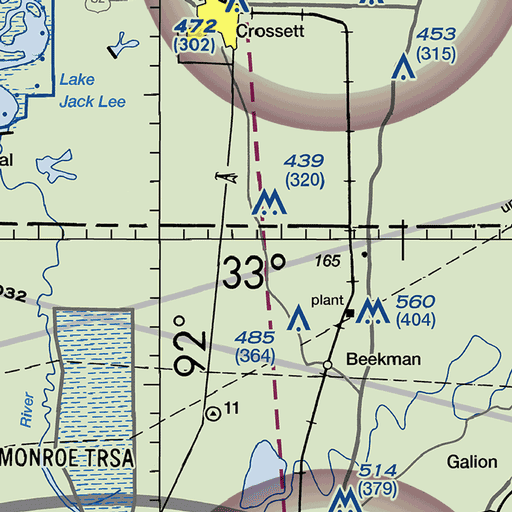 52
472
(302)
Crossett
453
(315)
Lake
Jack Lee
al
439
(320)
33°
165
plant
560
(404)
032
92°
485
(364)
Beekman
11
River
MONROE TRSA
Galion
514
(379)